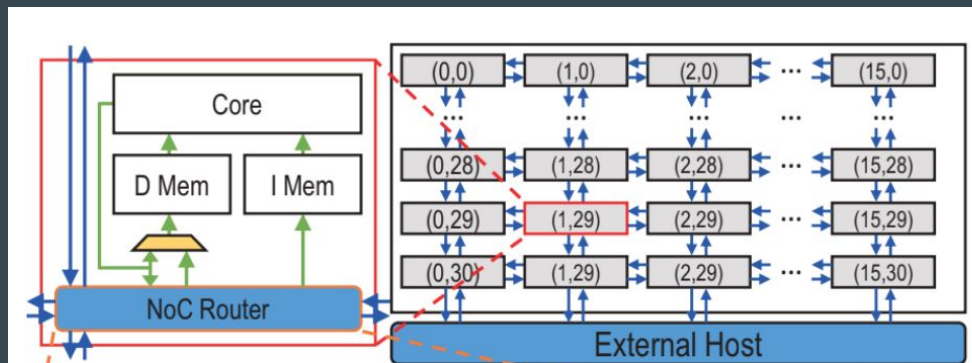 Core
D Mem
I Mem
NoC Router
(0,0) (1,0) (2,0) ... (15,0)
... ... ... ... ...
(0,28) (1,28) (2,28) ... (15,28)
(0,29) (1,29) (2,29) ... (15,29)
(0,30) (1,29) (2,29) ... (15,30)
External Host